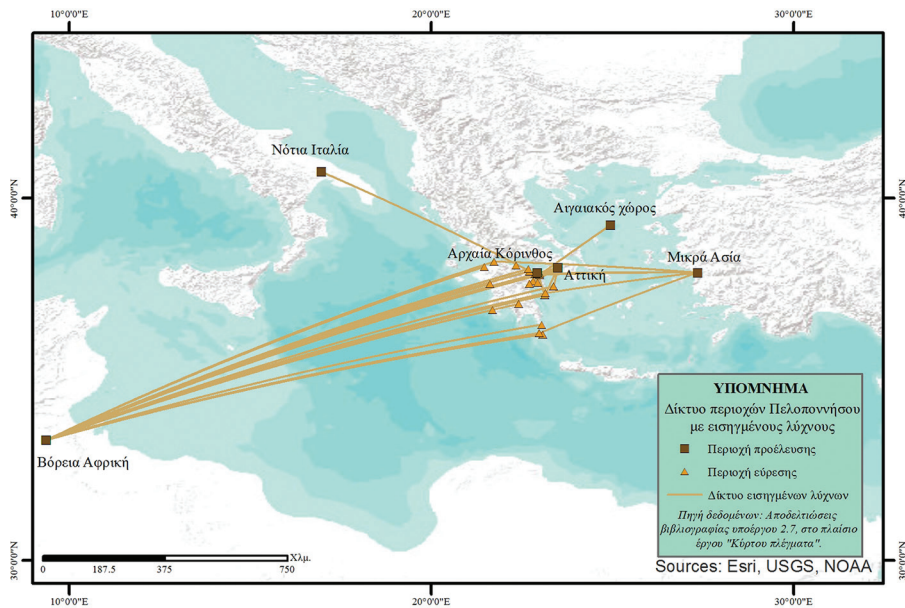 10°0'0"E
20°0'0"E
30°0'0"E
40°0'0"N
40°0'0"N
Νότια Ιταλία
Αιγαιακός χώρος
Αρχαία Κόρινθος
Μικρά Ασία
Αττική
Βόρεια Αφρική
ΥΠΟΜΝΗΜΑ
Δίκτυο περιοχών Πελοποννήσου
με εισηγμένους λύχνους
Περιοχή προέλευσης
Περιοχή εύρεσης
Δίκτυο εισηγμένων λύχνων
Πηγή δεδομένων: Αποδελτιώσεις
βιβλιογραφίας υποέργου 2.7, στο πλαίσιο
έργου "Κύρτου πλέγματα".
Χλμ.
0 187.5 375 750
Sources: Esri, USGS, NOAA
30°0'0"N
30°0'0"N
10°0'0"E
20°0'0"E
30°0'0"E